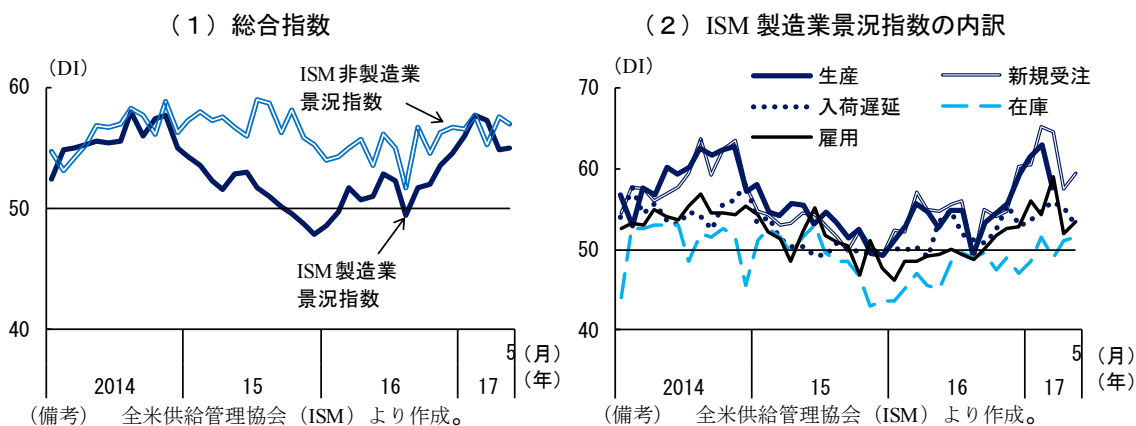 （１）総合指数
（DI）
60
50
40
ISM非製造業
景況指数
ISM製造業
景況指数
2014
15
16
17
5（月）
（年）
（備考） 全米供給管理協会（ISM）より作成。
（２）ISM 製造業景況指数の内訳
（DI）
70
60
50
40
生産
新規受注
入荷遅延
在庫
雇用
2014
15
16
17
5（月）
（年）
（備考） 全米供給管理協会（ISM）より作成。